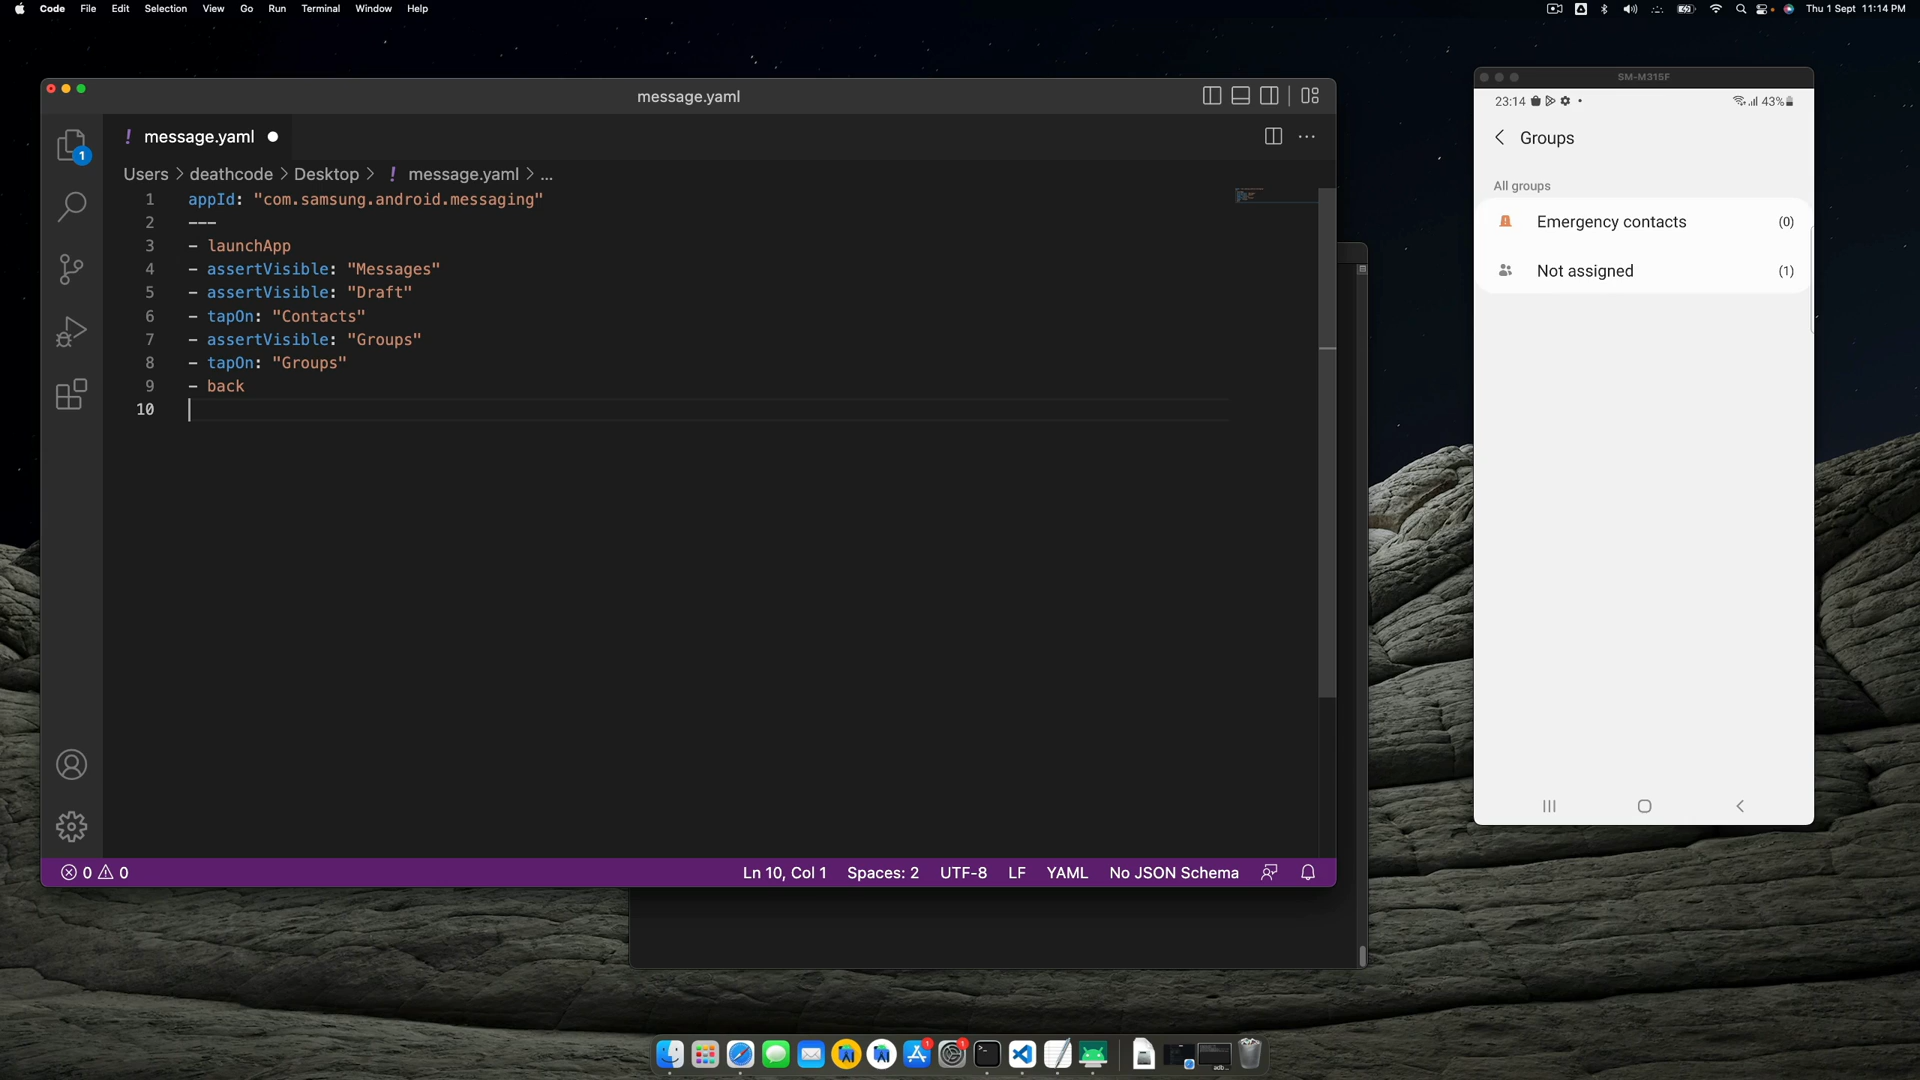 Code File Edit Selection View Go Run Terminal Window Help
Thu 1 Sept 11:14 PM
message.yaml
! message.yaml
1
Users > deathcode > Desktop > ! message.yaml > ...
1 appId: "com.samsung.android.messaging"
2 ---
3 - launchApp
4 - assertVisible: "Messages"
5 - assertVisible: "Draft"
6 - tapOn: "Contacts"
7 - assertVisible: "Groups"
8 - tapOn: "Groups"
9 - back
10
0 0 Ln 10, Col 1 Spaces: 2 UTF-8 LF YAML No JSON Schema
SM-M315F
23:14 43%
Groups
All groups
Emergency contacts (0)
Not assigned (1)
1 1
adb...